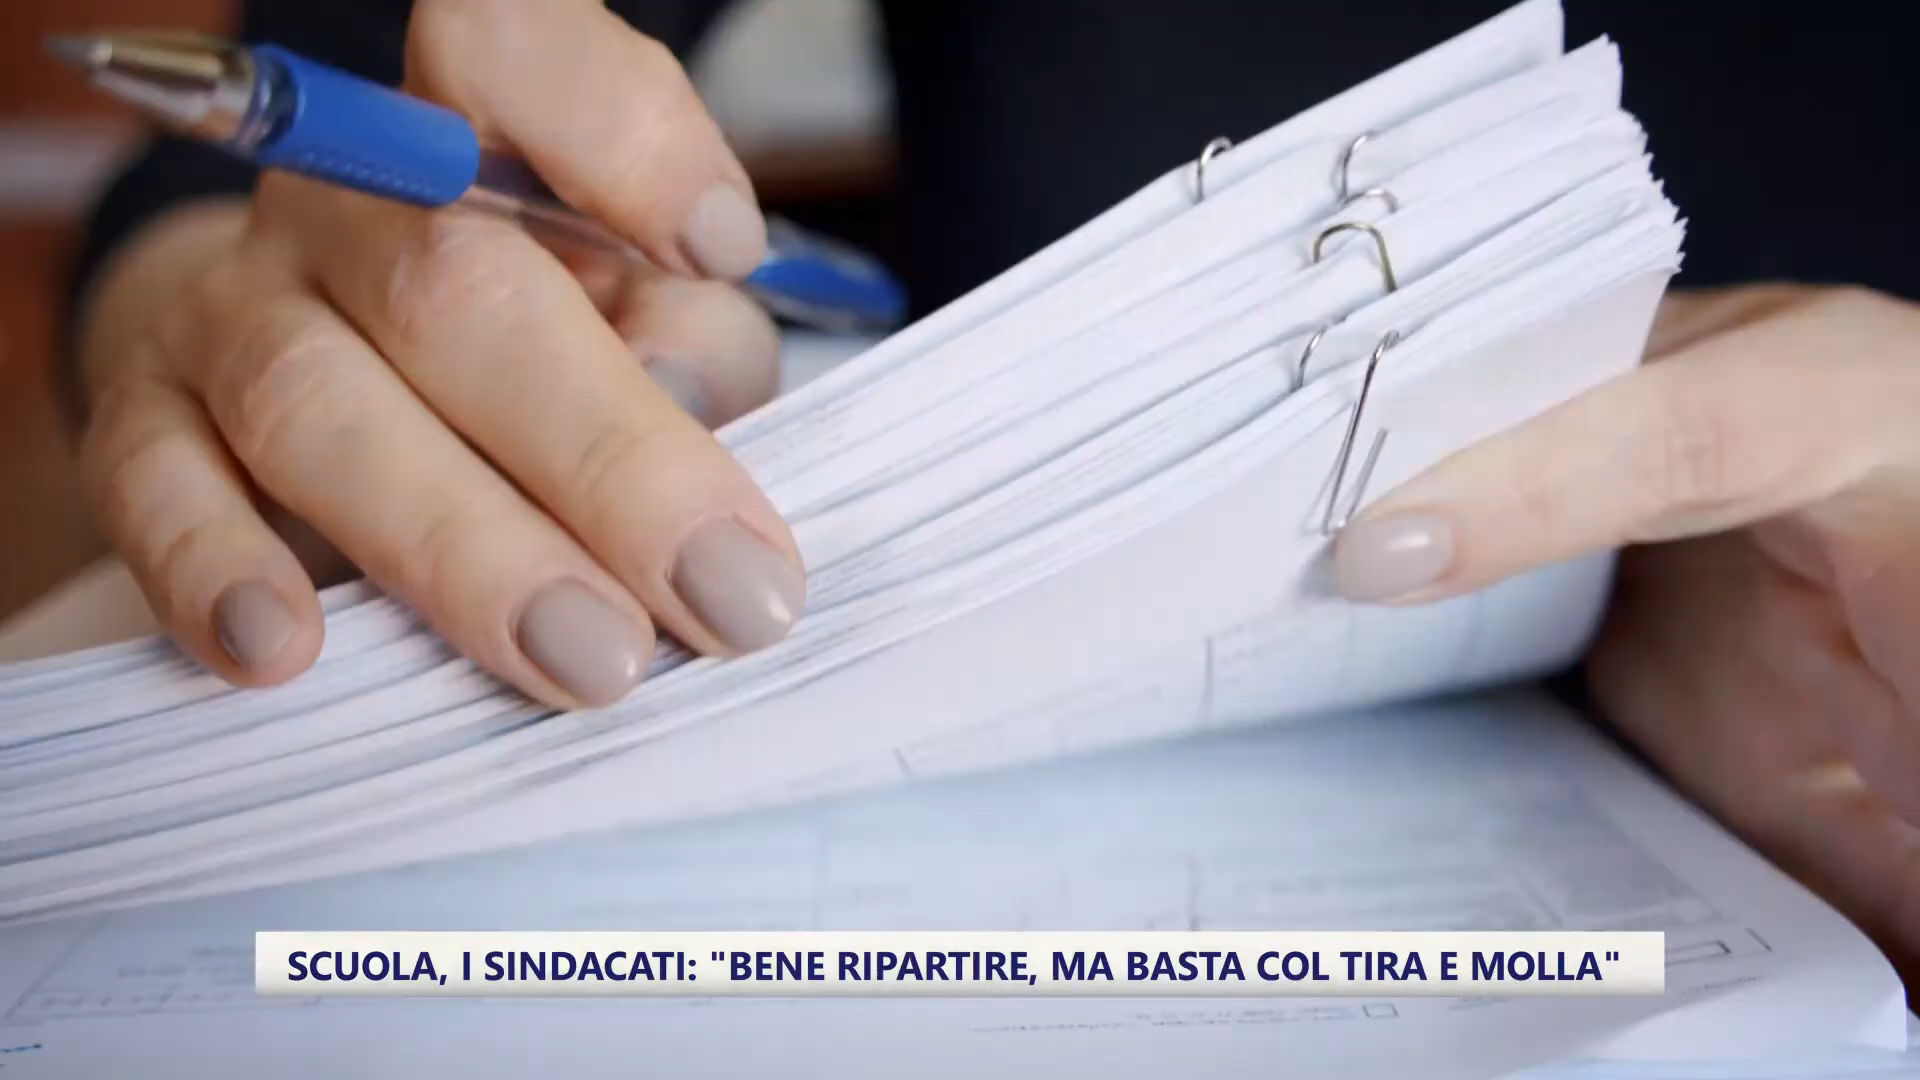 SCUOLA, I SINDACATI: "BENE RIPARTIRE, MA BASTA COL TIRA E MOLLA"